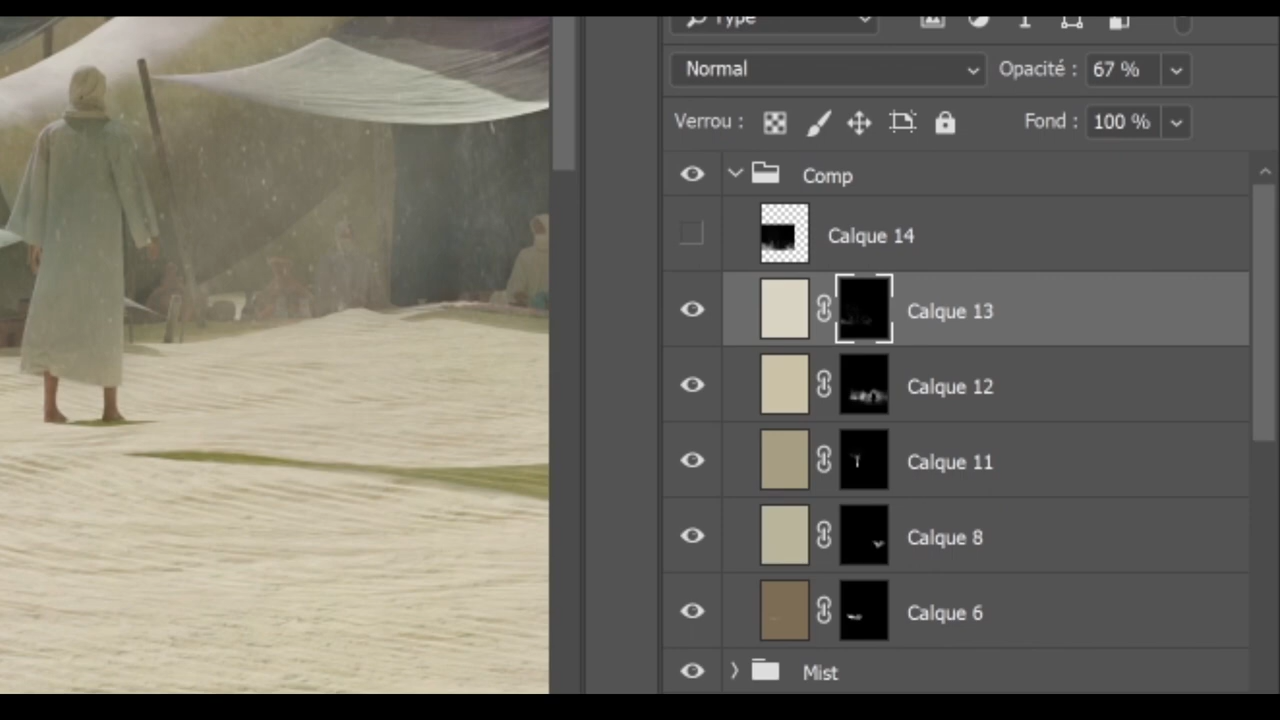 Type
Normal
Opacité : 67 %
Verrou :
Fond : 100 %
Comp
Calque 14
Calque 13
Calque 12
Calque 11
Calque 8
Calque 6
Mist